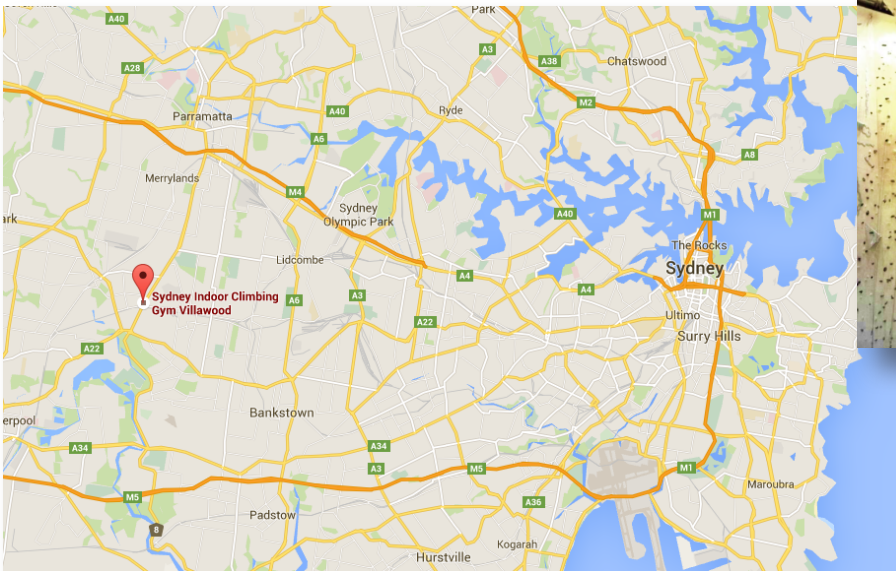 Park
A40
A3
A38
Chatswood
A28
M2
A40
Ryde
Parramatta
A6
A8
Merrylands
M4
Sydney
Olympic Park
A40
M1
ark
The Rocks
Lidcombe
Sydney
A4
Sydney Indoor Climbing
Gym Villawood
A6
A3
A4
Ultimo
A22
Surry Hills
A22
Bankstown
erpool
A34
A34
A3
M5
M1
Maroubra
M5
A36
Padstow
8
Kogarah
Hurstville